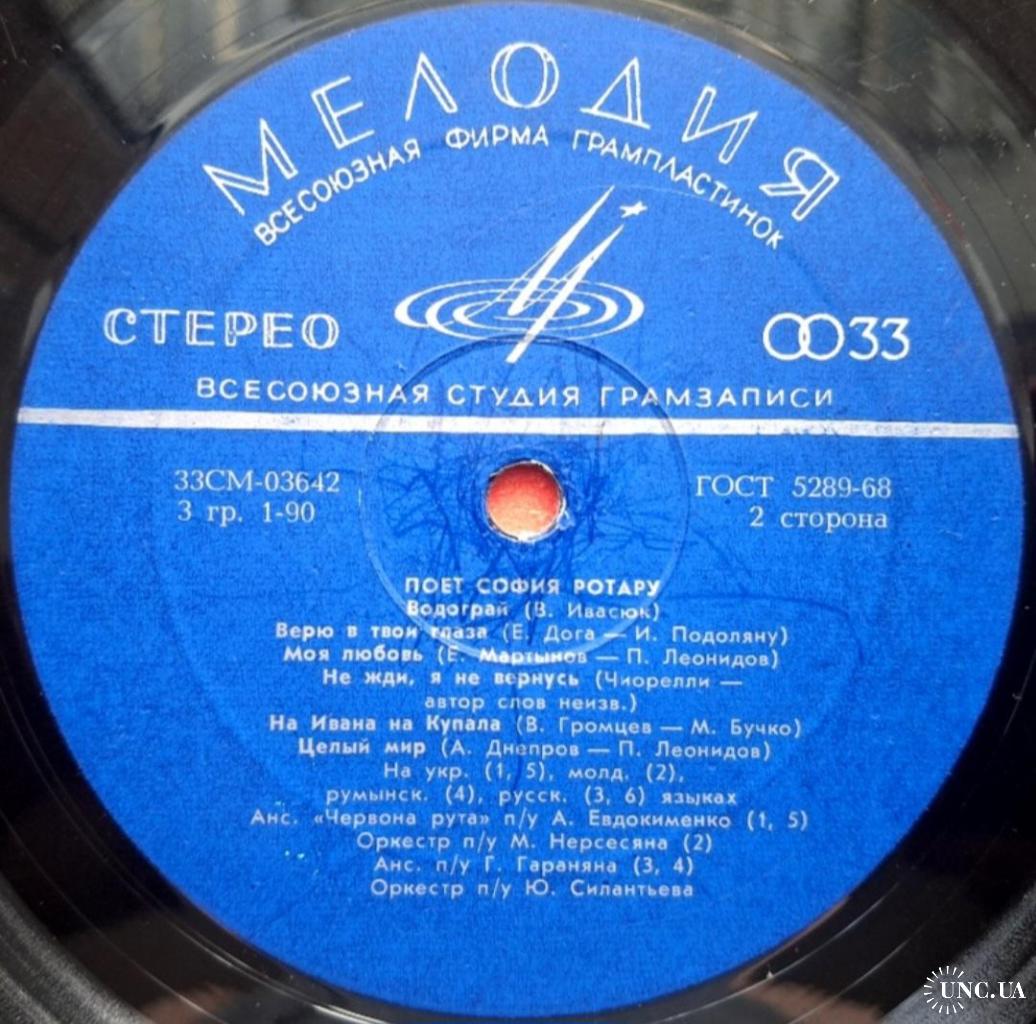 МЕЛОДИЯ
ВСЕСОЮЗНАЯ ФИРМА ГРАМПЛАСТИНОК
СТЕРЕО
33
ВСЕСОЮЗНАЯ СТУДИЯ ГРАМЗАПИСИ
33СМ-03642
ГОСТ 5289-68
3 гр. 1-90
2 сторона
ПОЕТ СОФИЯ РОТАРУ
Водограй (В. Ивасюк)
Верю в твои глаза (Е. Дога — И. Подоляну)
Моя любовь (Е. Мартынов — П. Леонидов)
Не жди, я не вернусь (Чиорелли —
автор слов неизв.)
На Ивана на Купала (В. Громцев — М. Бучко)
Целый мир (А. Днепров — П. Леонидов)
На укр. (1, 5), молд. (2),
румынск. (4), русск. (3, 6) языках
Анс. «Червона рута» п/у А. Евдокименко (1, 5)
Оркестр п/у М. Нерсесяна (2)
Анс. п/у Г. Гараняна (3, 4)
Оркестр п/у Ю. Силантьева
UNC.UA